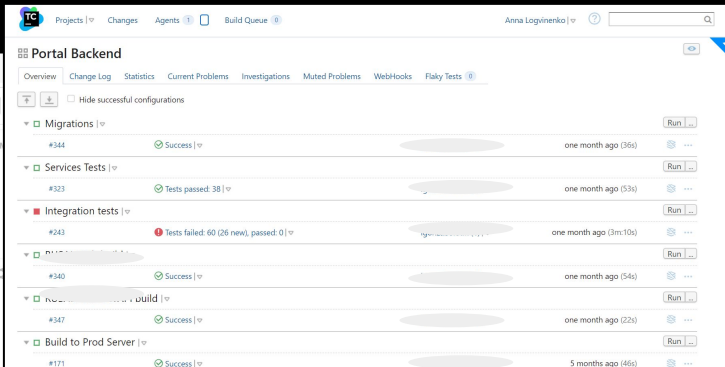 TC
Projects | Changes Agents 1 Build Queue 0 Anna Logvinenko | ?
Portal Backend
Overview Change Log Statistics Current Problems Investigations Muted Problems WebHooks Flaky Tests 0
Hide successful configurations
Migrations | Run ...
#344 Success | one month ago (36s)
Services Tests | Run ...
#323 Tests passed: 38 | one month ago (53s)
Integration tests | Run ...
#243 Tests failed: 60 (26 new), passed: 0 | one month ago (3m:10s)
Run ...
#340 Success | one month ago (54s)
build | Run ...
#347 Success | one month ago (22s)
Build to Prod Server | Run ...
#171 Success | 5 months ago (46s)